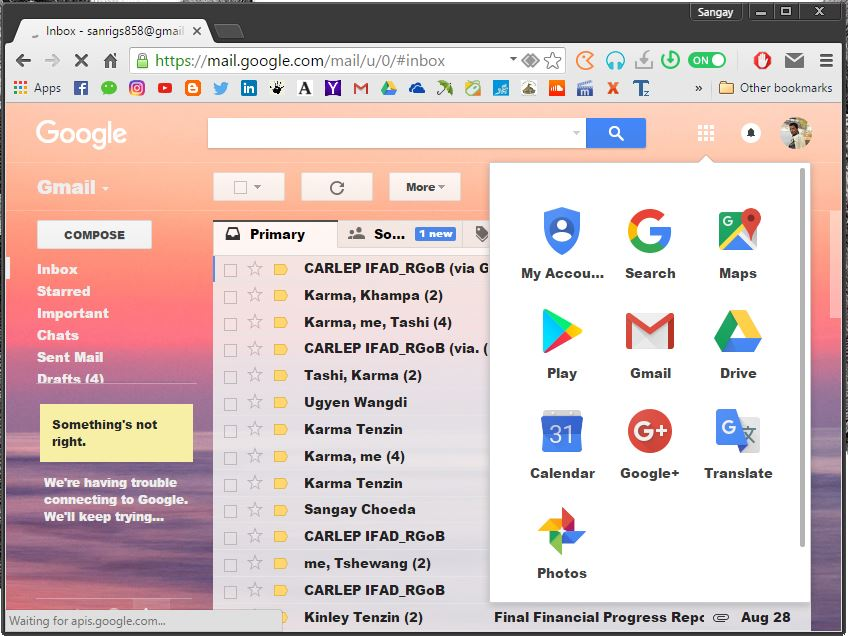 Sangay
Inbox - sanrigs858@gmail
https://mail.google.com/mail/u/0/#inbox
ON
Apps
» Other bookmarks
Google
Gmail
More
COMPOSE
Primary
So... 1 new
Inbox
Starred
Important
Chats
Sent Mail
Drafts (4)
Something's not
right.
We're having trouble
connecting to Google.
We'll keep trying...
CARLEP IFAD_RGoB (via G
Karma, Khampa (2)
Karma, me, Tashi (4)
CARLEP IFAD_RGoB (via. (
Tashi, Karma (2)
Ugyen Wangdi
Karma Tenzin
Karma, me (4)
Karma Tenzin
Sangay Choeda
CARLEP IFAD_RGoB
me, Tshewang (2)
CARLEP IFAD_RGoB
Kinley Tenzin (2) Final Financial Progress Repo Aug 28
My Accou... Search Maps
Play Gmail Drive
31 G+ G
Calendar Google+ Translate
Photos
Waiting for apis.google.com...